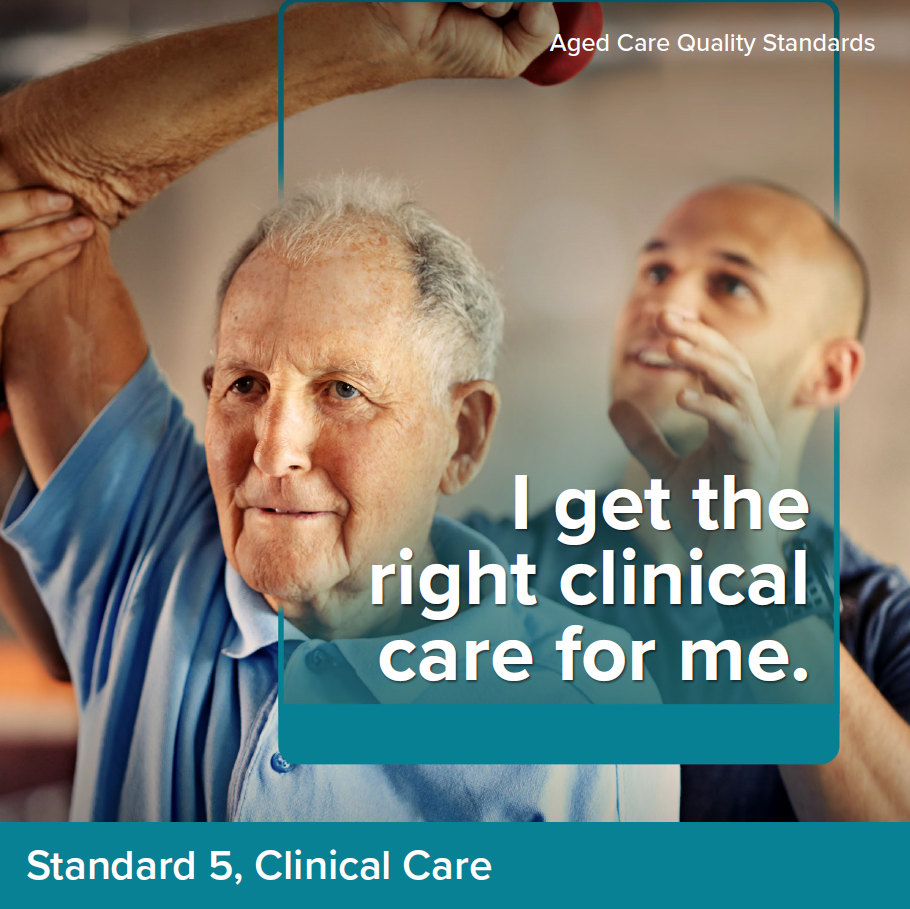 Aged Care Quality Standards
I get the
right clinical
care for me.
Standard 5, Clinical Care